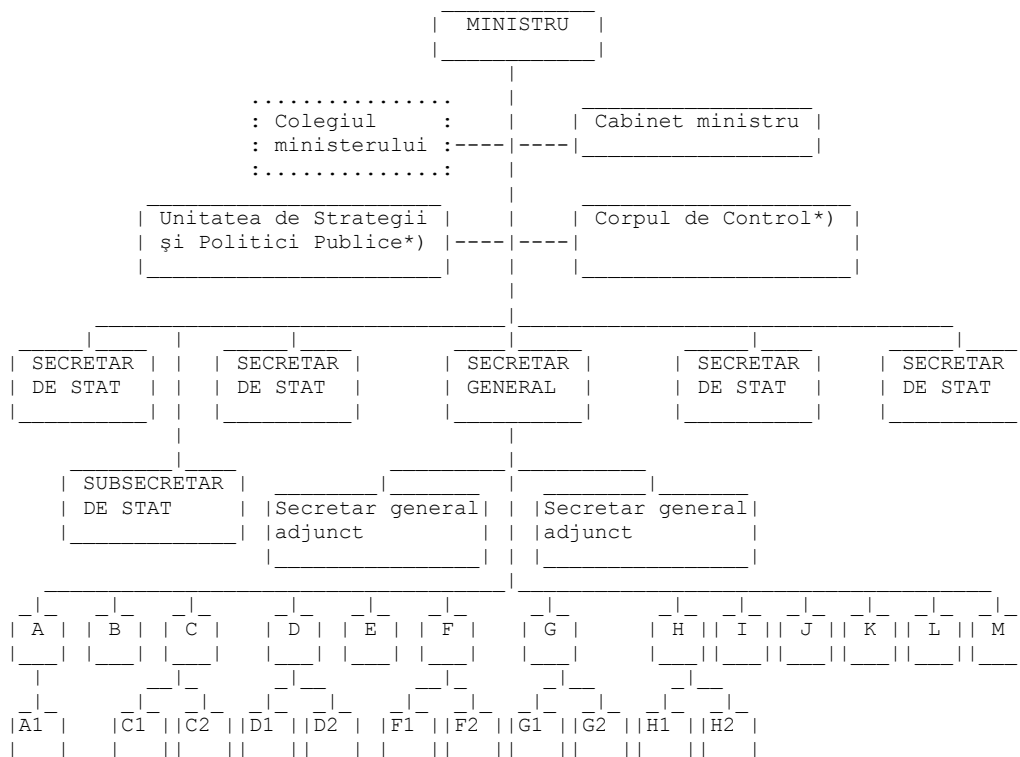 MINISTRU
Colegiul
ministerului
Cabinet ministru
Unitatea de Strategii
şi Politici Publice*)
Corpul de Control*)
SECRETAR SECRETAR SECRETAR SECRETAR SECRETAR
DE STAT DE STAT GENERAL DE STAT DE STAT
SUBSECRETAR
DE STAT
Secretar general
adjunct
Secretar general
adjunct
A B C D E F G H I J K L M
A1 C1 C2 D1 D2 F1 F2 G1 G2 H1 H2